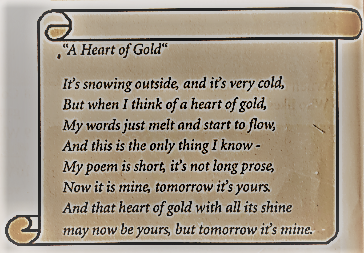 "A Heart of Gold"
It's snowing outside, and it's very cold,
But when I think of a heart of gold,
My words just melt and start to flow,
And this is the only thing I know -
My poem is short, it's not long prose,
Now it is mine, tomorrow it's yours.
And that heart of gold with all its shine
may now be yours, but tomorrow it's mine.